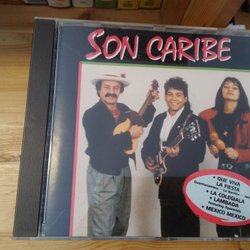 SON CARIBE
• QUE VIVA
LA FIESTA
• LA COLEGIALA
• LAMBADA
• MEXICO MEXICO